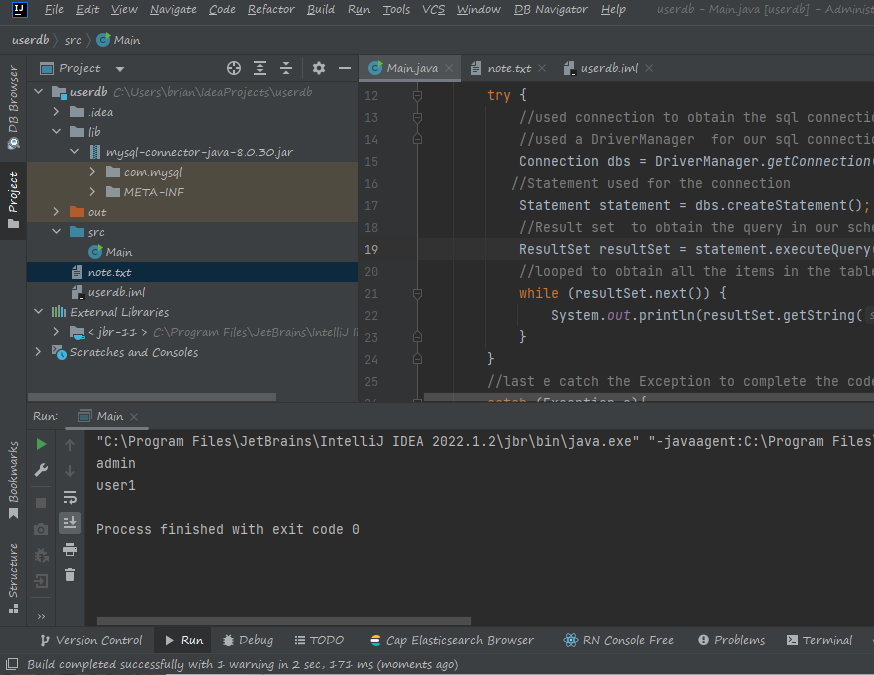 IJ File Edit View Navigate Code Refactor Build Run Tools VCS Window DB Navigator Help userdb - Main.java [userdb] - Administ
userdb > src > C Main
Project
Main.java × note.txt × userdb.iml ×
DB Browser
Project
Bookmarks
Structure
userdb C:\Users\brian\IdeaProjects\userdb
.idea
lib
mysql-connector-java-8.0.30.jar
com.mysql
META-INF
out
src
C Main
note.txt
userdb.iml
External Libraries
< jbr-11 > C:\Program Files\JetBrains\IntelliJ I
Scratches and Consoles
12 try {
13 //used connection to obtain the sql connectio
14 //used a DriverManager  for our sql connectio
15 Connection dbs = DriverManager.getConnection(
16 //Statement used for the connection
17 Statement statement = dbs.createStatement();
18 //Result set  to obtain the query in our sche
19 ResultSet resultSet = statement.executeQuery(
20 //looped to obtain all the items in the table
21 while (resultSet.next()) {
22 System.out.println(resultSet.getString( s
23 }
24 }
25 //last e catch the Exception to complete the code
26 catch (Exception e){
Run: Main ×
"C:\Program Files\JetBrains\IntelliJ IDEA 2022.1.2\jbr\bin\java.exe" "-javaagent:C:\Program Files\
admin
user1
Process finished with exit code 0
Version Control Run Debug TODO Cap Elasticsearch Browser RN Console Free Problems Terminal
Build completed successfully with 1 warning in 2 sec, 171 ms (moments ago)